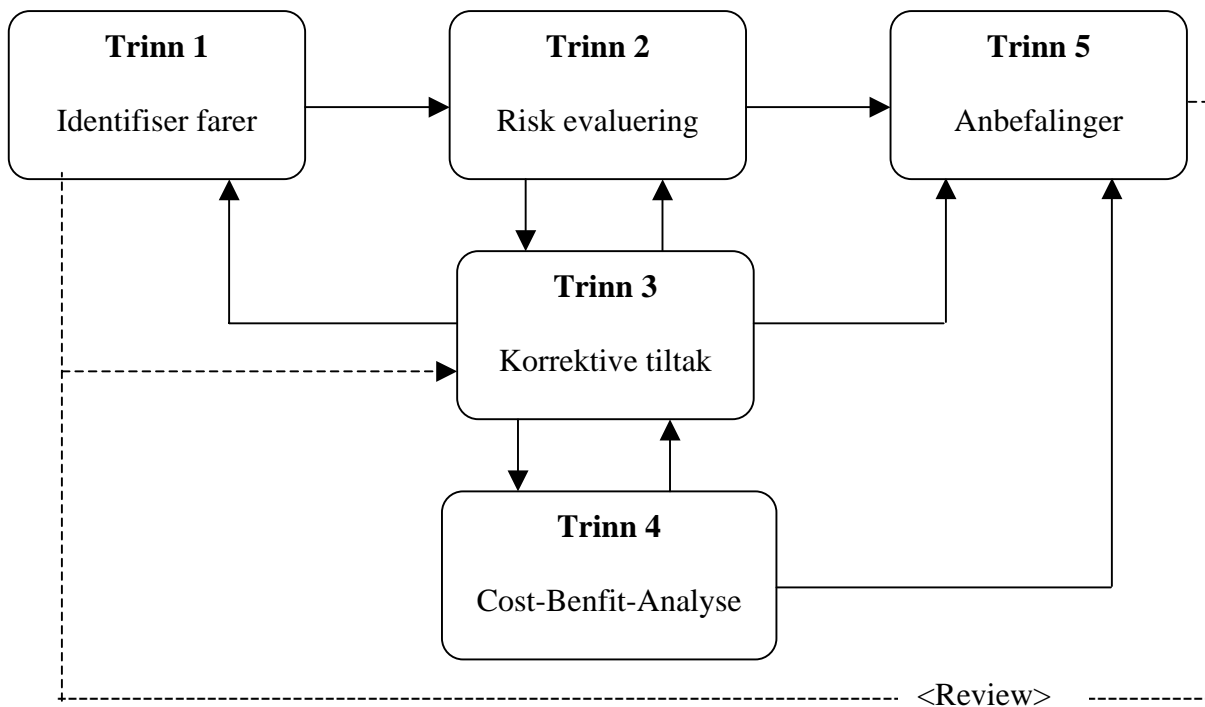 Trinn 1
Identifiser farer
Trinn 2
Risk evaluering
Trinn 5
Anbefalinger
Trinn 3
Korrektive tiltak
Trinn 4
Cost-Benfit-Analyse
<Review>